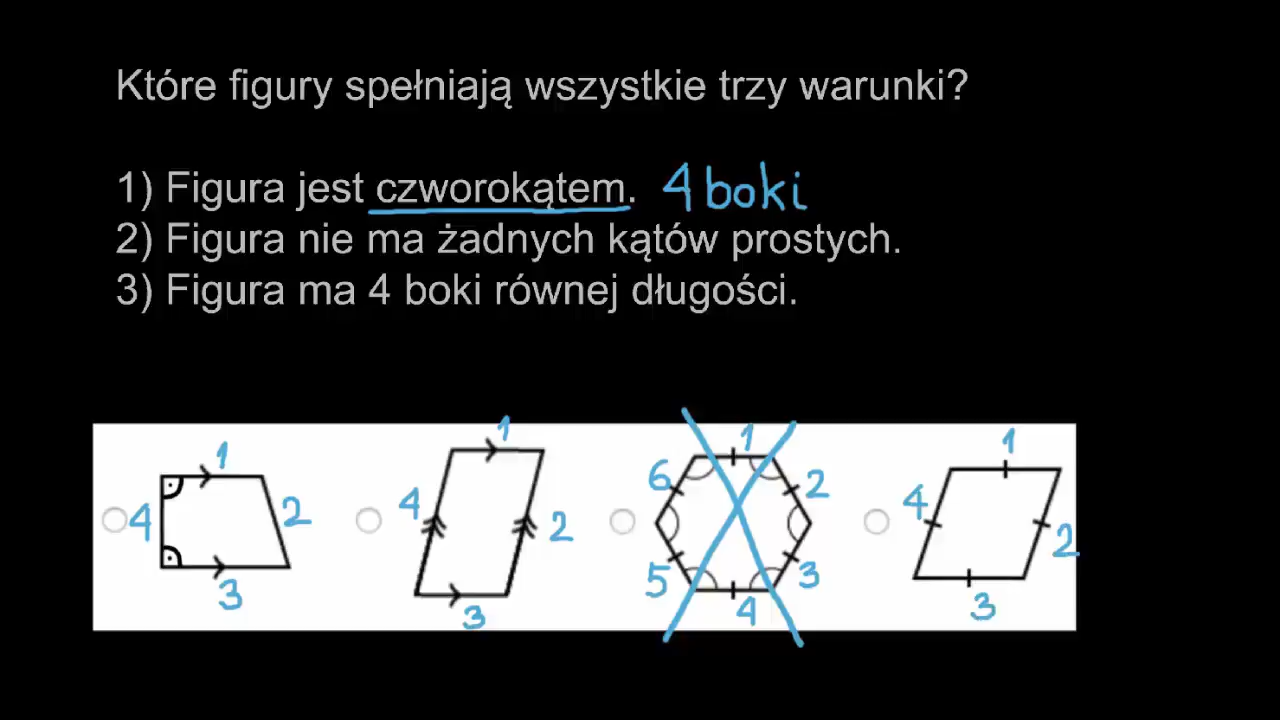 Które figury spełniają wszystkie trzy warunki?
1) Figura jest czworokątem. 4 boki
2) Figura nie ma żadnych kątów prostych.
3) Figura ma 4 boki równej długości.
1 2 3 4
1 2 3 4
1 2 3 4 5 6
1 2 3 4